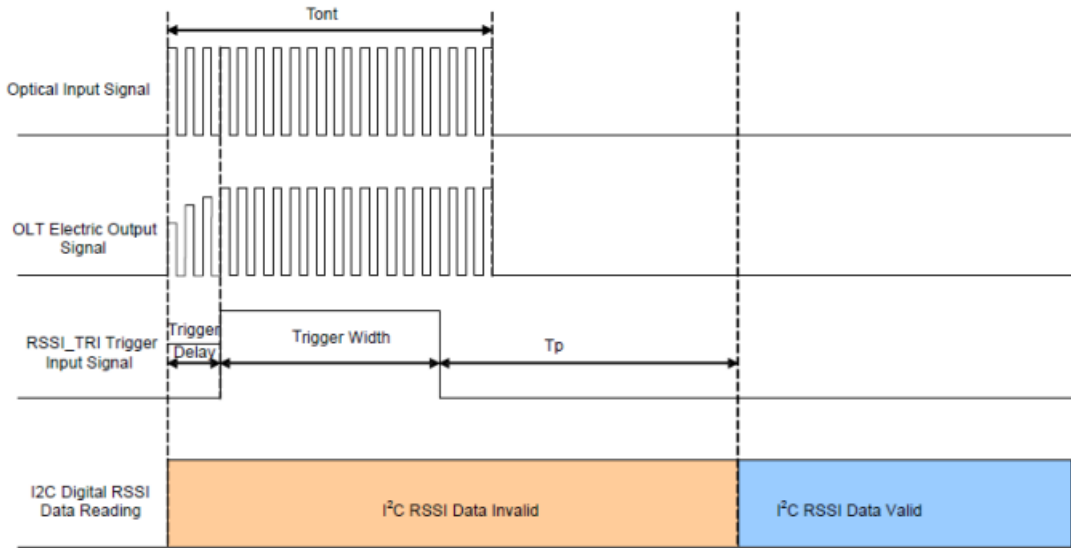 Tont
Optical Input Signal
OLT Electric Output
Signal
RSSI_TRI Trigger
Input Signal
Trigger
Delay
Trigger Width
Tp
I2C Digital RSSI
Data Reading
I²C RSSI Data Invalid
I²C RSSI Data Valid